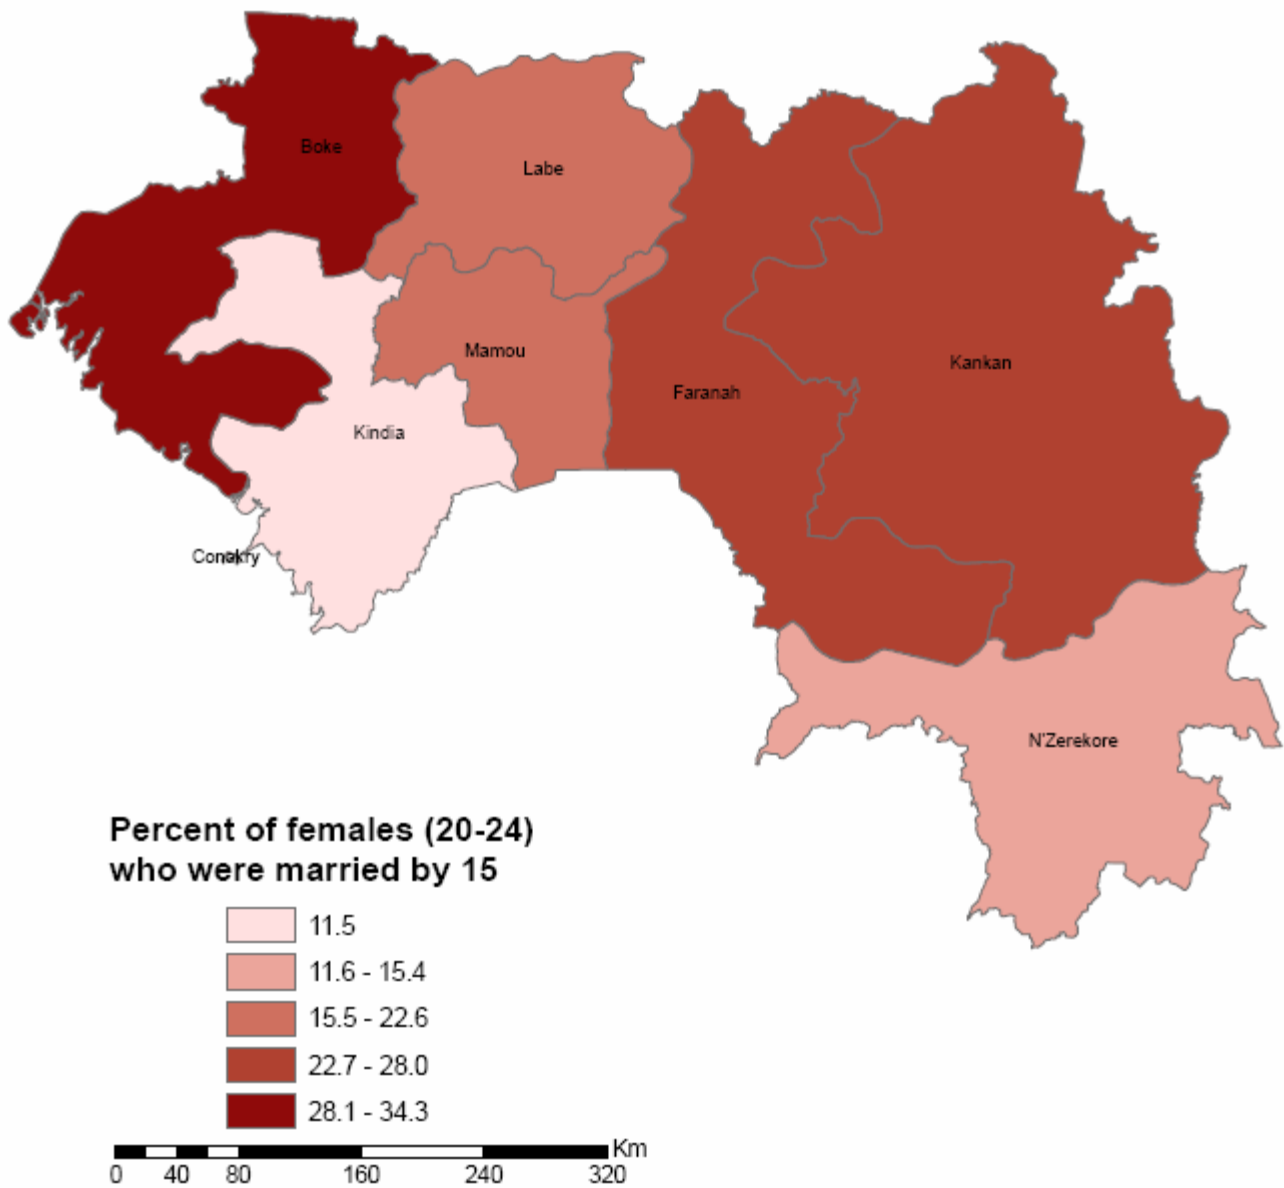 Boke
Labe
Mamou
Kankan
Faranah
Kindia
Conakry
N'Zerekore
Percent of females (20-24)
who were married by 15
11.5
11.6 - 15.4
15.5 - 22.6
22.7 - 28.0
28.1 - 34.3
Km
0 40 80 160 240 320